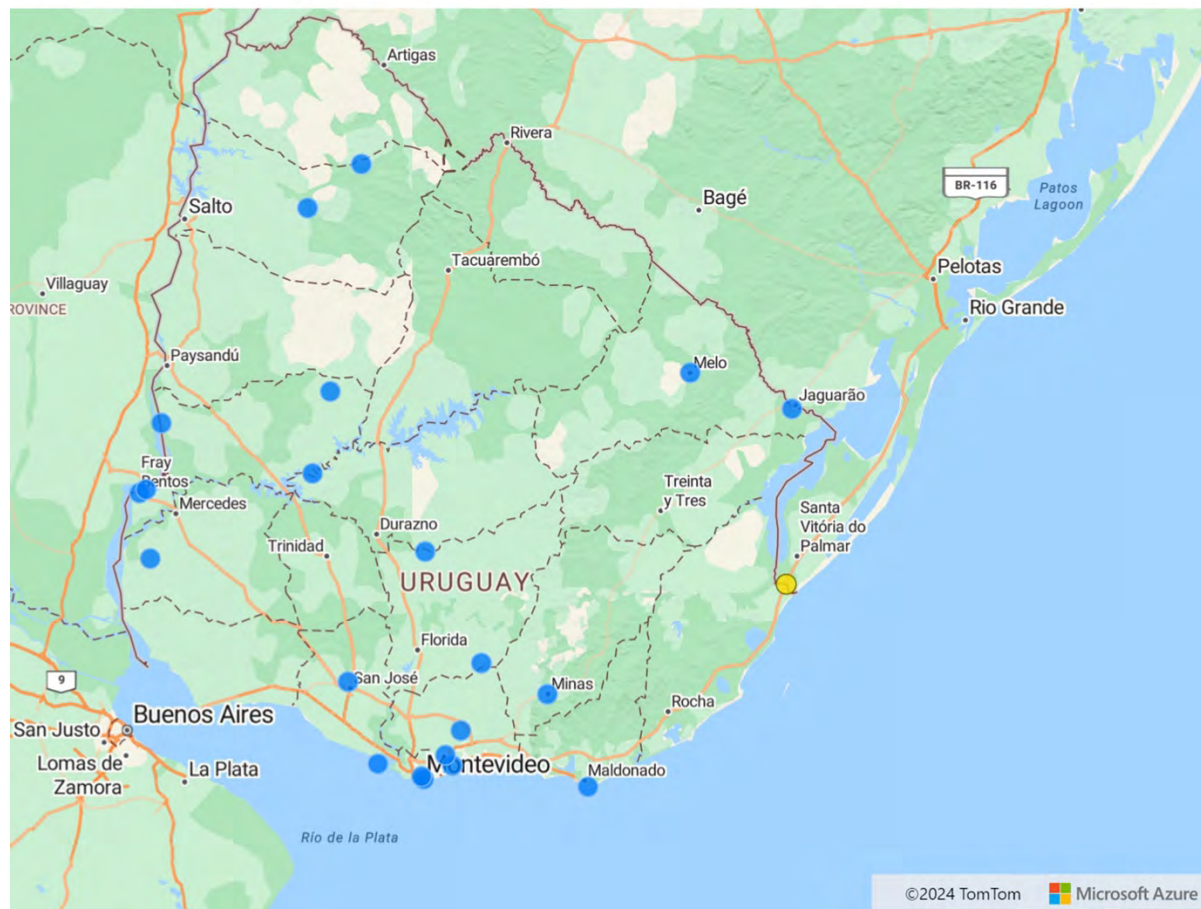 Artigas
Rivera
BR-116
Patos
Lagoon
Bagé
Salto
Tacuarembó
Pelotas
Villaguay
ROVINCE
Rio Grande
Paysandú
Melo
Jaguarão
Fray
Bentos
Mercedes
Treinta
y Tres
Santa
Vitória do
Palmar
Durazno
Trinidad
URUGUAY
Florida
9
San José
Minas
Rocha
Buenos Aires
San Justo
Lomas de
Zamora
La Plata
Montevideo
Maldonado
Río de la Plata
©2024 TomTom
Microsoft Azure